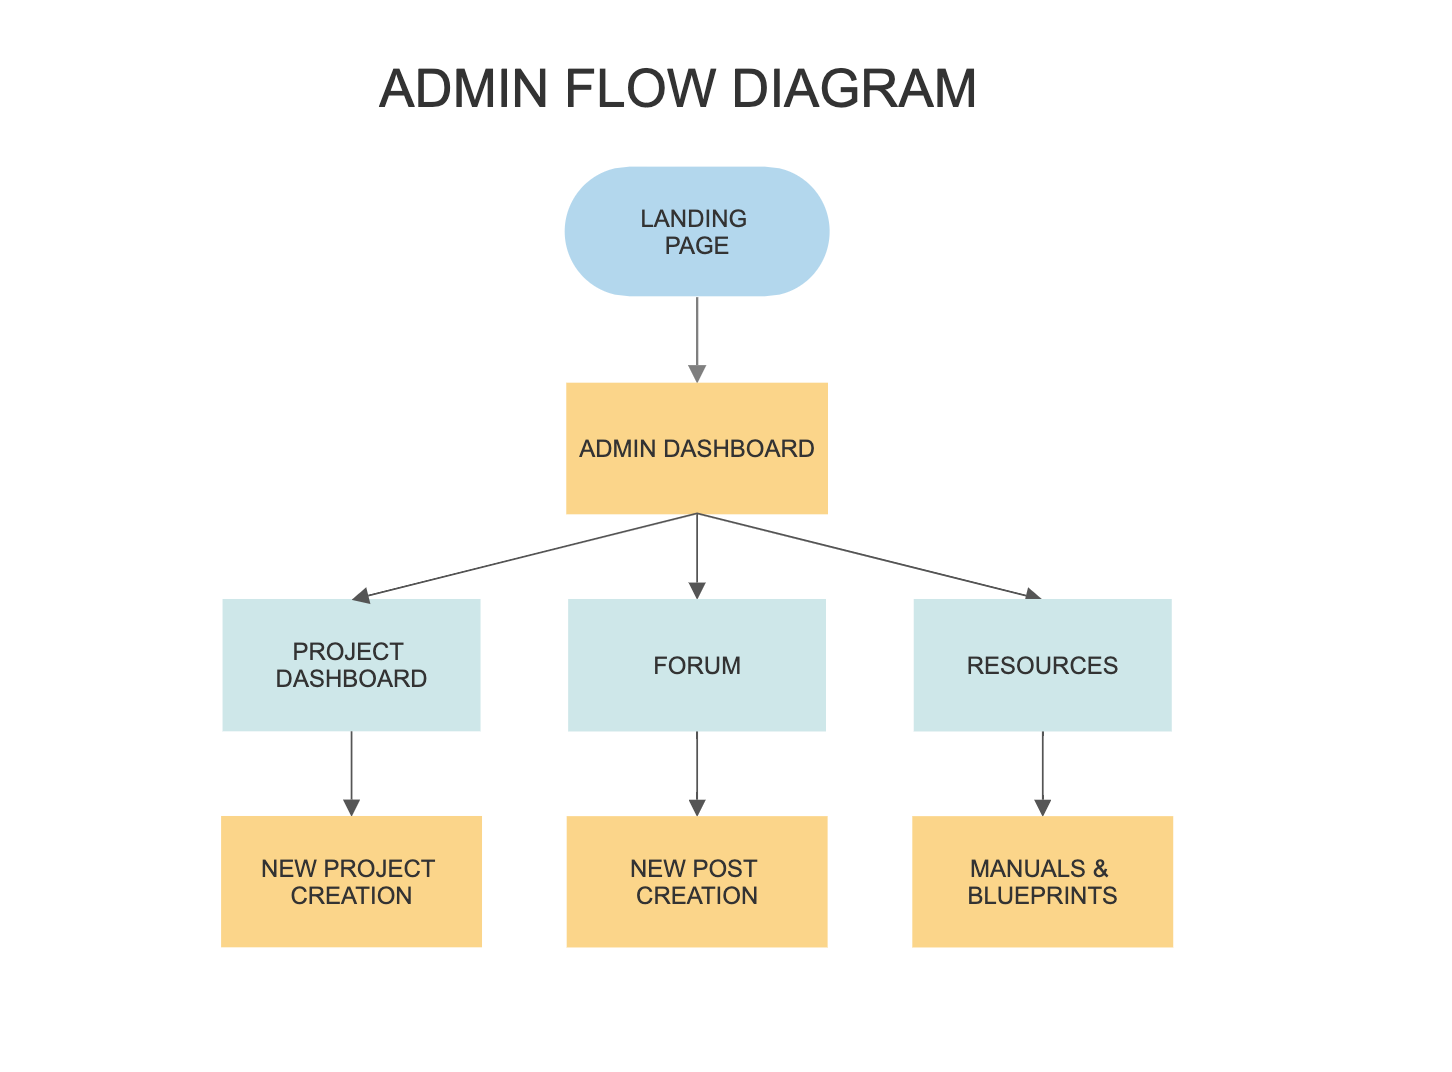 ADMIN FLOW DIAGRAM
LANDING
PAGE
ADMIN DASHBOARD
PROJECT
DASHBOARD
FORUM
RESOURCES
NEW PROJECT
CREATION
NEW POST
CREATION
MANUALS &
BLUEPRINTS